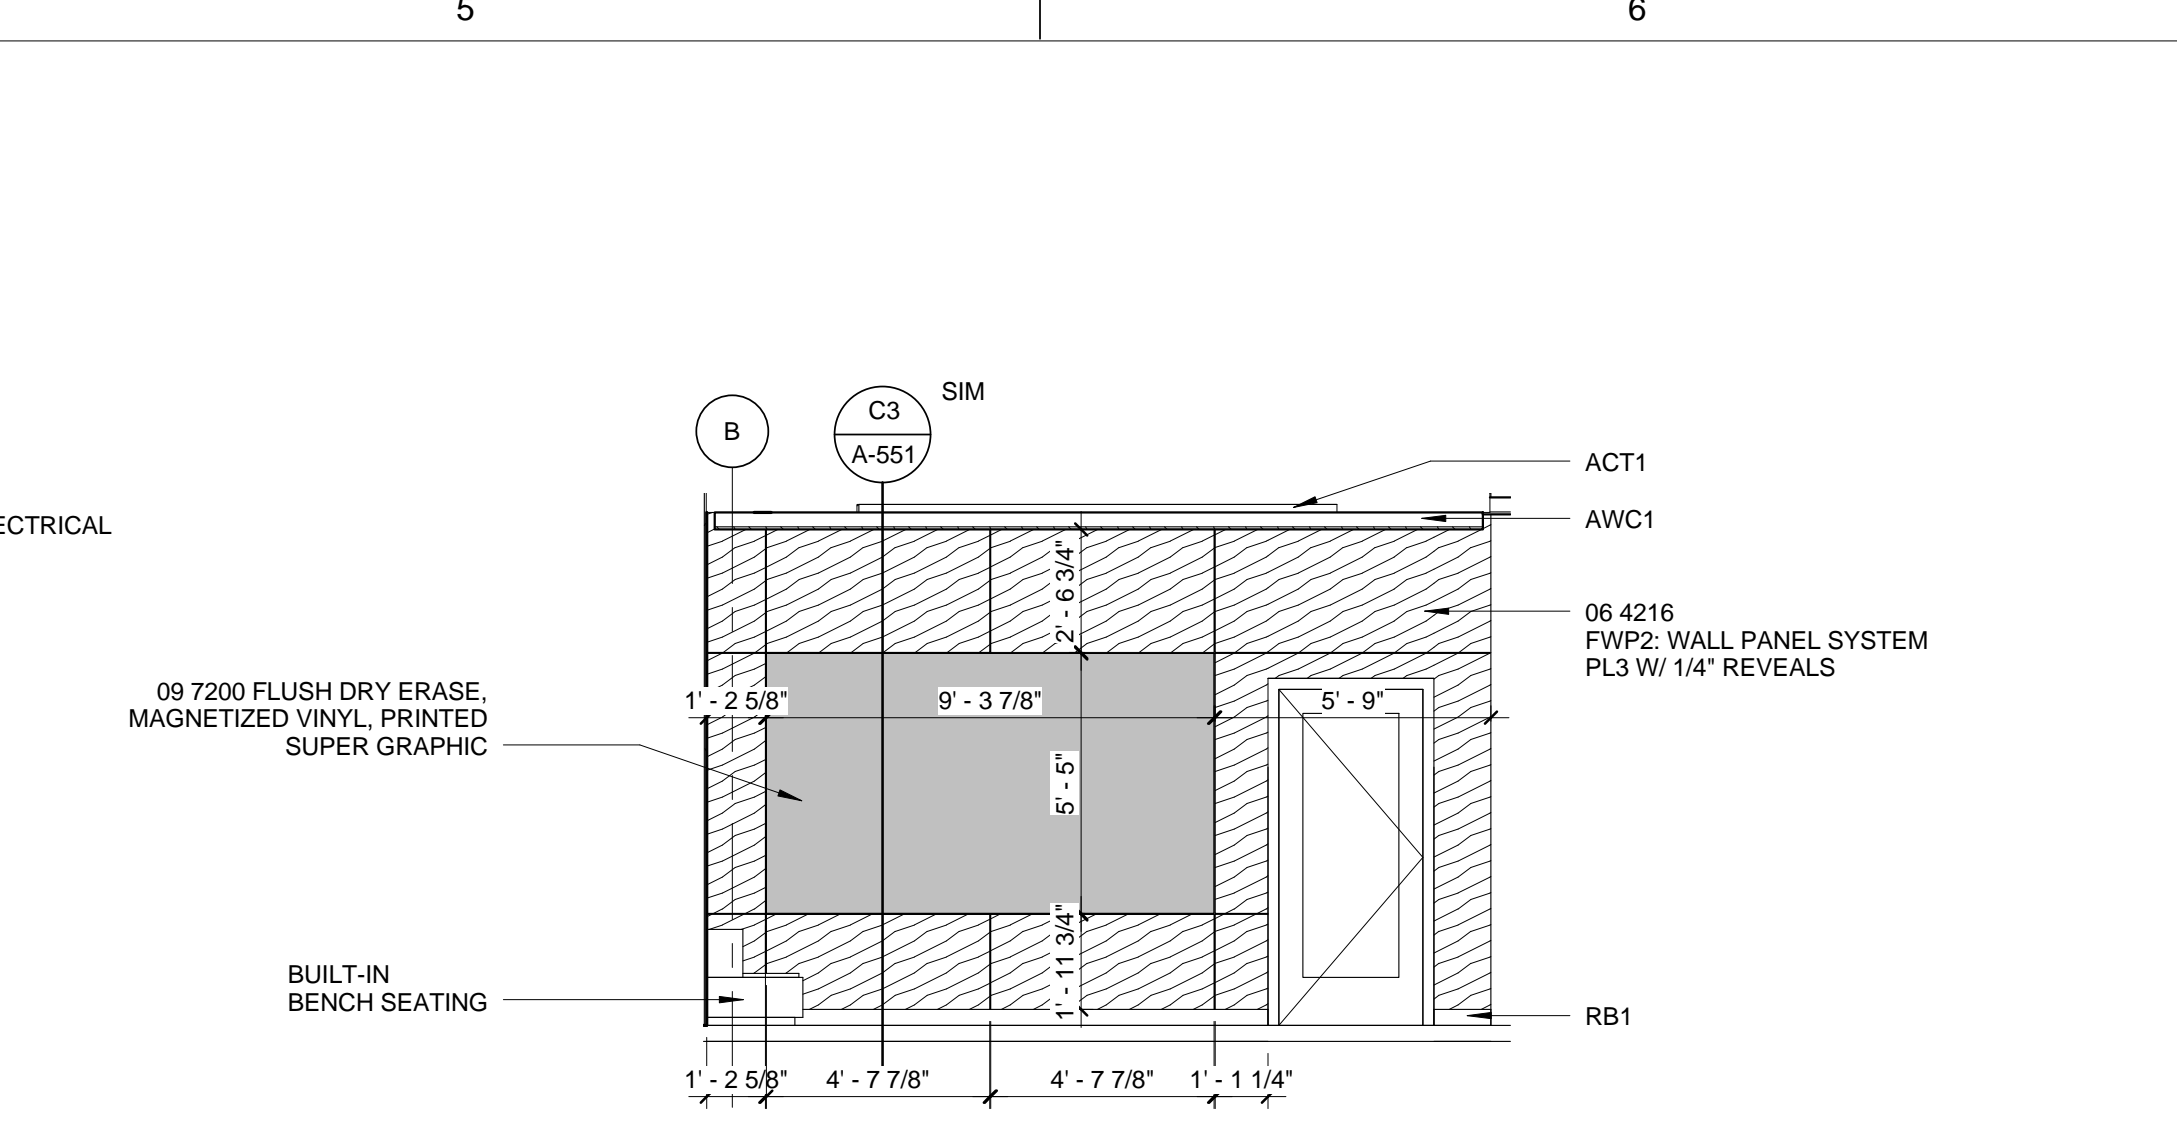 5
6
SIM
C3
B
A-551
ACT1
AWC1
ECTRICAL
2' - 6 3/4"
06 4216
FWP2: WALL PANEL SYSTEM
PL3 W/ 1/4" REVEALS
09 7200 FLUSH DRY ERASE,
MAGNETIZED VINYL, PRINTED
SUPER GRAPHIC
1' - 2 5/8"
9' - 3 7/8"
5' - 9"
5' - 5"
1' - 11 3/4"
BUILT-IN
BENCH SEATING
RB1
1' - 2 5/8"
4' - 7 7/8"
4' - 7 7/8"
1' - 1 1/4"